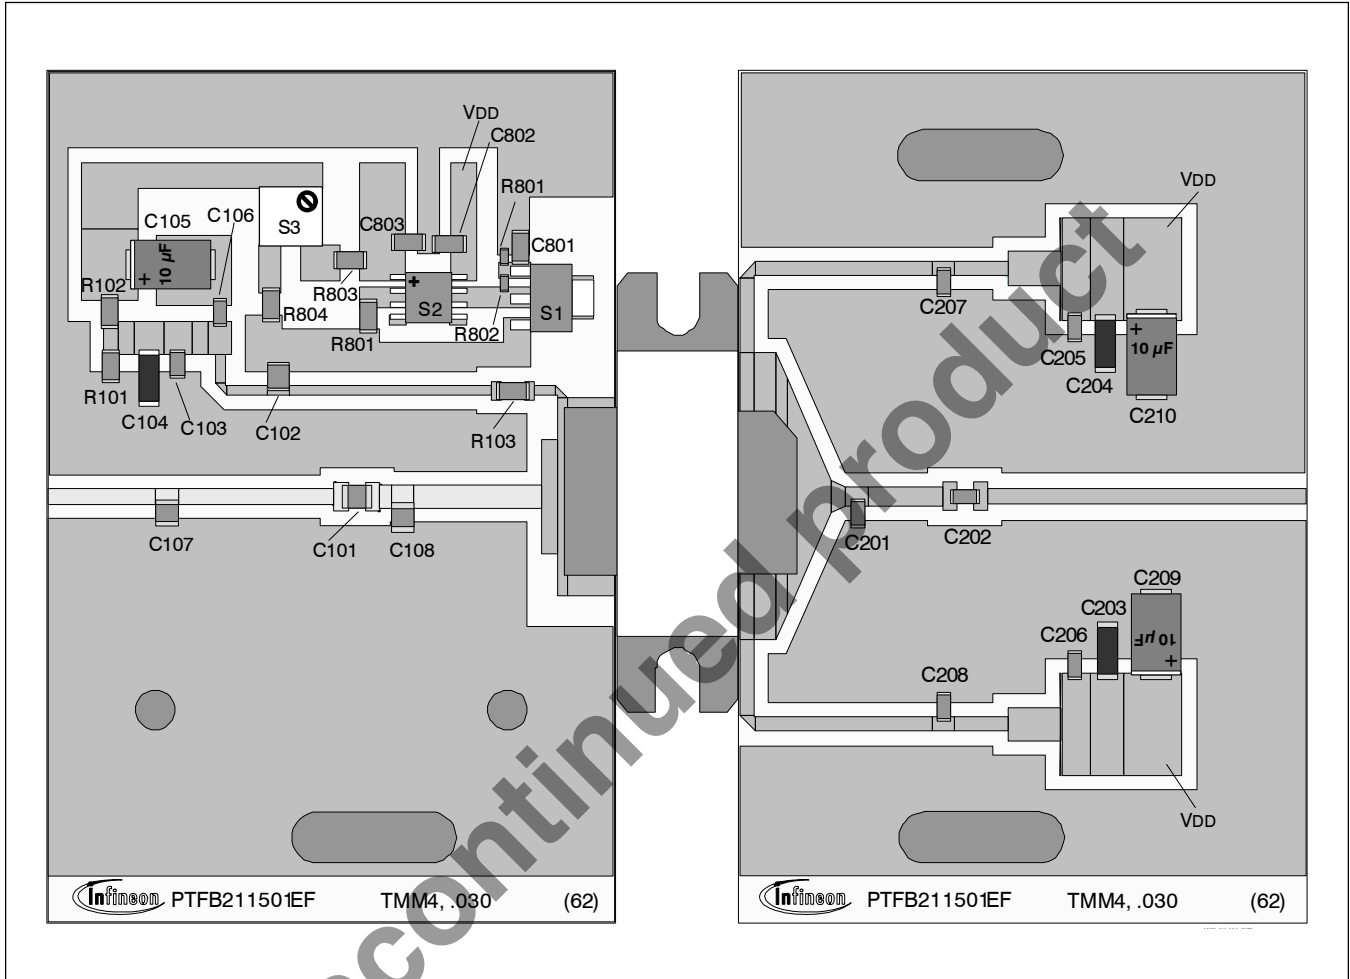 VDD
C802
R801
C105
C106
S3
C803
C801
10 µF
+
R102
R803
R804
+
S2
S1
R802
R801
R101
C104
C103
C102
R103
C107
C101
C108
Infineon PTFB211501EF TMM4, .030 (62)
VDD
C207
C205
+
10 µF
C204
C210
C201
C202
C209
C203
C206
10 µF
+
C208
VDD
Infineon PTFB211501EF TMM4, .030 (62)
continued product